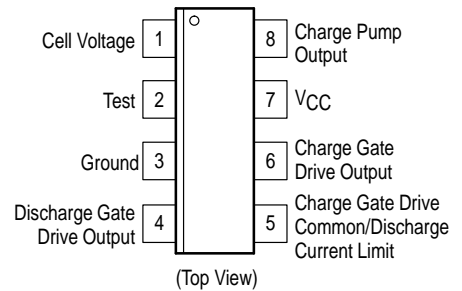 Cell Voltage 1
Test 2
Ground 3
Discharge Gate
Drive Output 4
8 Charge Pump
Output
7 VCC
6 Charge Gate
Drive Output
5 Charge Gate Drive
Common/Discharge
Current Limit
(Top View)